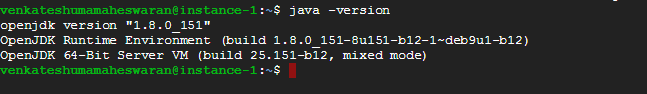 venkateshumamaheswaran@instance-1:~$ java -version
openjdk version "1.8.0_151"
OpenJDK Runtime Environment (build 1.8.0_151-8u151-b12-1~deb9u1-b12)
OpenJDK 64-Bit Server VM (build 25.151-b12, mixed mode)
venkateshumamaheswaran@instance-1:~$